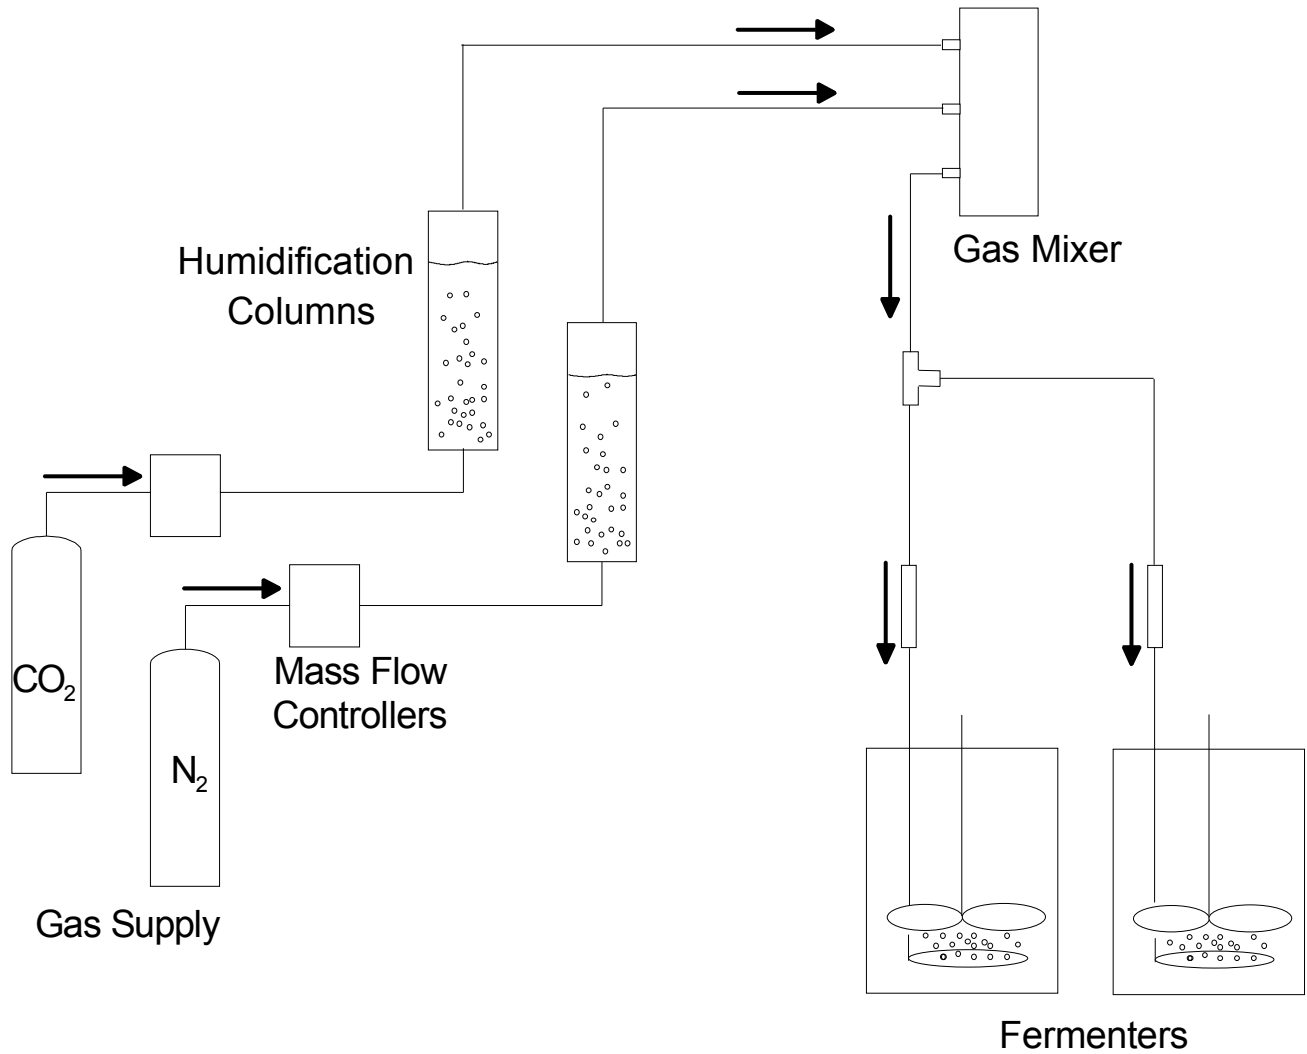 Gas Mixer
Humidification
Columns
CO₂
Mass Flow
Controllers
N₂
Gas Supply
Fermenters